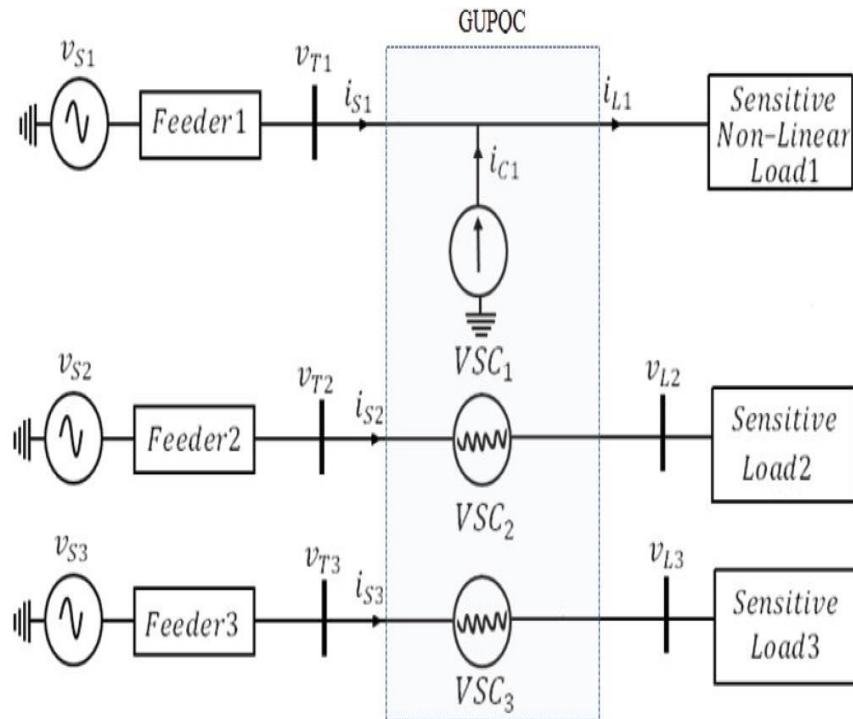 GUPQC
v_S1
v_T1
i_S1
i_L1
Feeder1
Sensitive
Non-Linear
Load1
i_C1
VSC_1
v_S2
v_T2
i_S2
v_L2
Feeder2
Sensitive
Load2
VSC_2
v_S3
v_T3
i_S3
v_L3
Feeder3
Sensitive
Load3
VSC_3